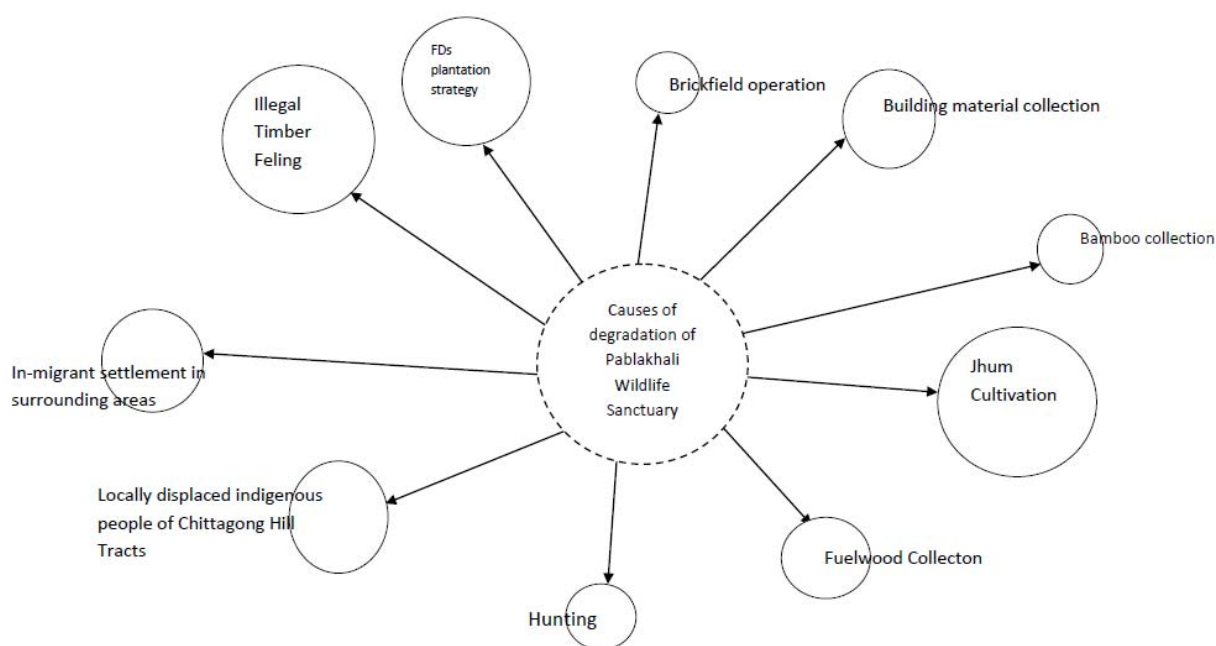 FDs
plantation
strategy
Illegal
Timber
Feling
Brickfield operation
Building material collection
Bamboo collection
Causes of
degradation of
Pablakhali
Wildlife
Sanctuary
Jhum
Cultivation
In-migrant settlement in
surrounding areas
Locally displaced indigenous
people of Chittagong Hill
Tracts
Fuelwood Collecton
Hunting